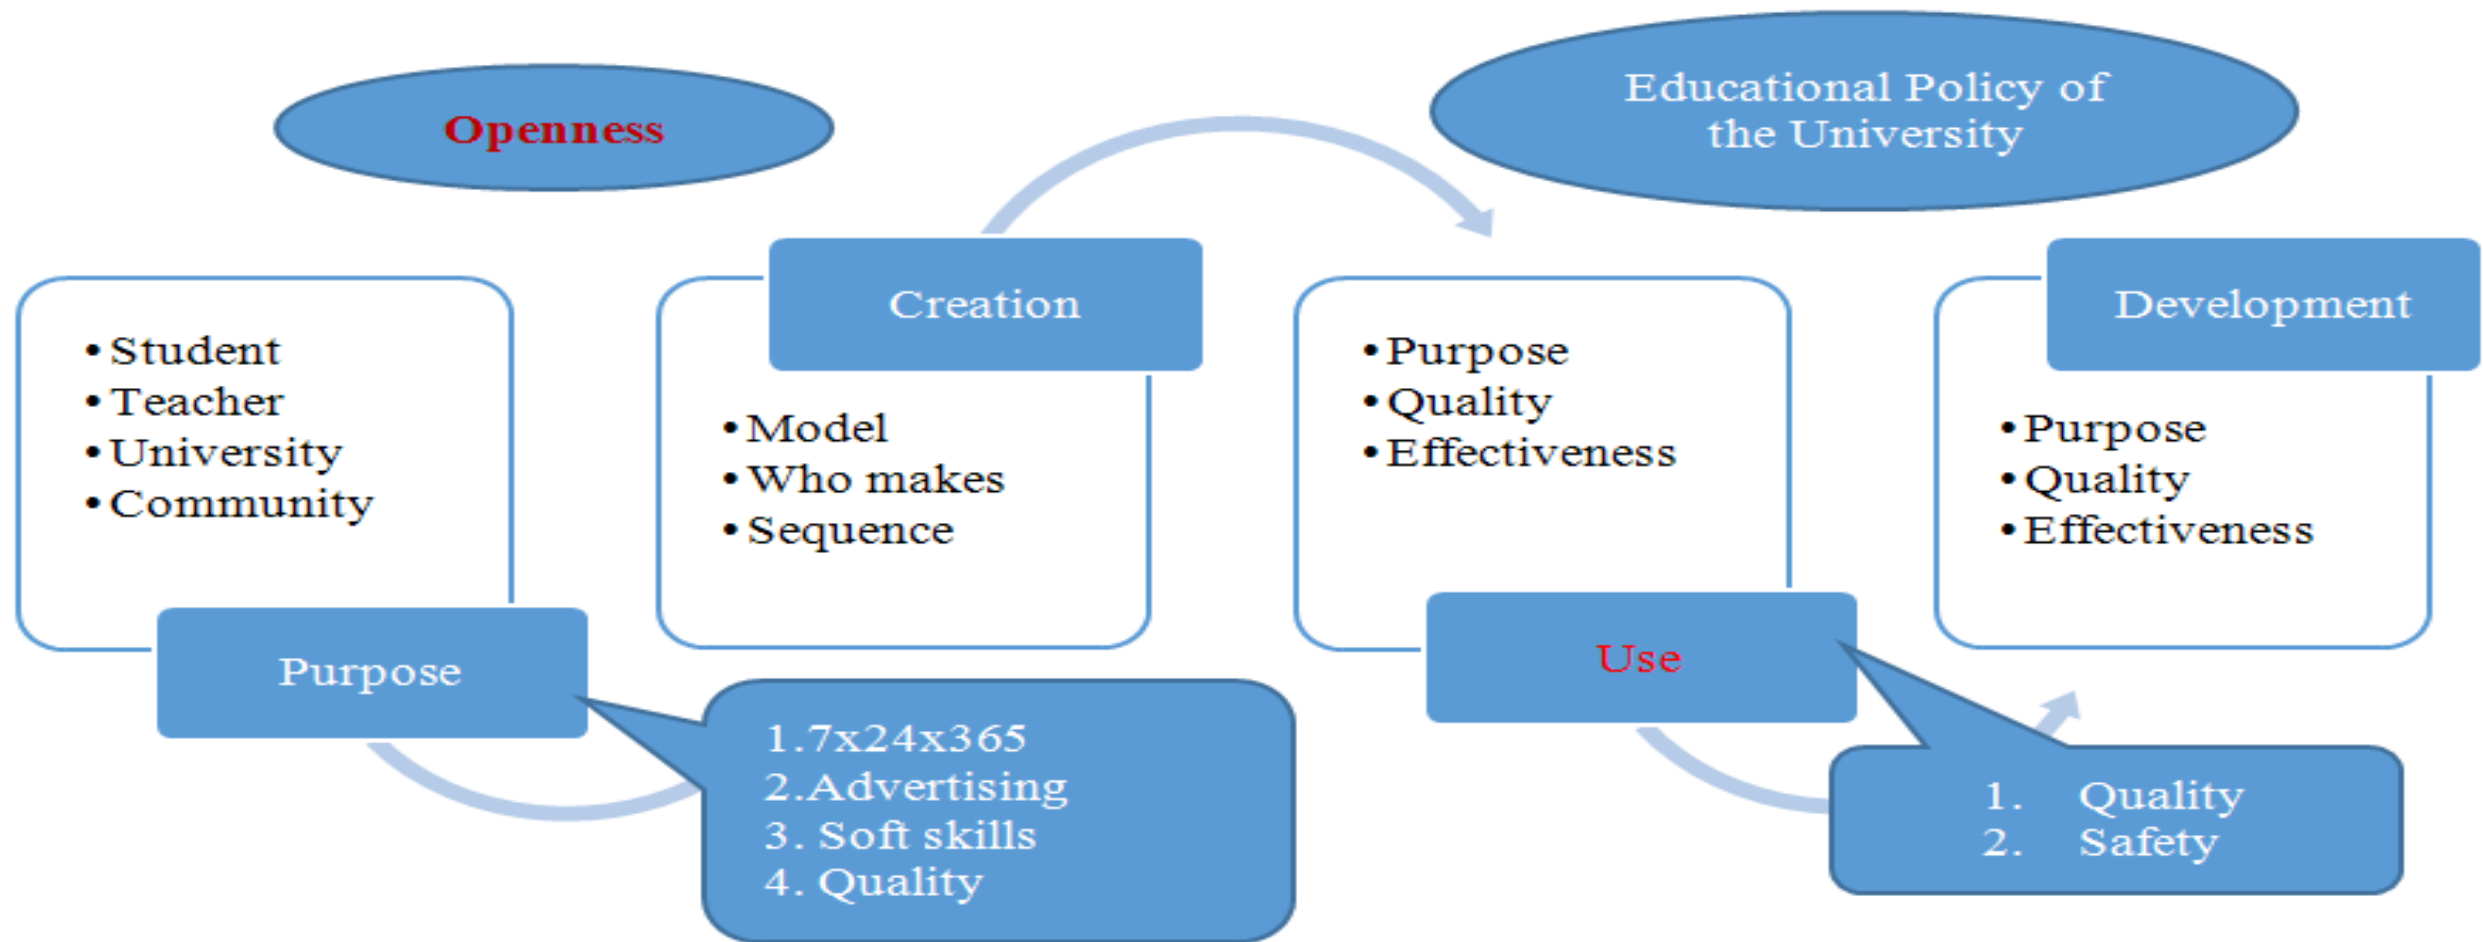 Openness
Educational Policy of
the University
• Student
• Teacher
• University
• Community
Purpose
1.7x24x365
2.Advertising
3. Soft skills
4. Quality
Creation
• Model
• Who makes
• Sequence
• Purpose
• Quality
• Effectiveness
Use
1. Quality
2. Safety
Development
• Purpose
• Quality
• Effectiveness